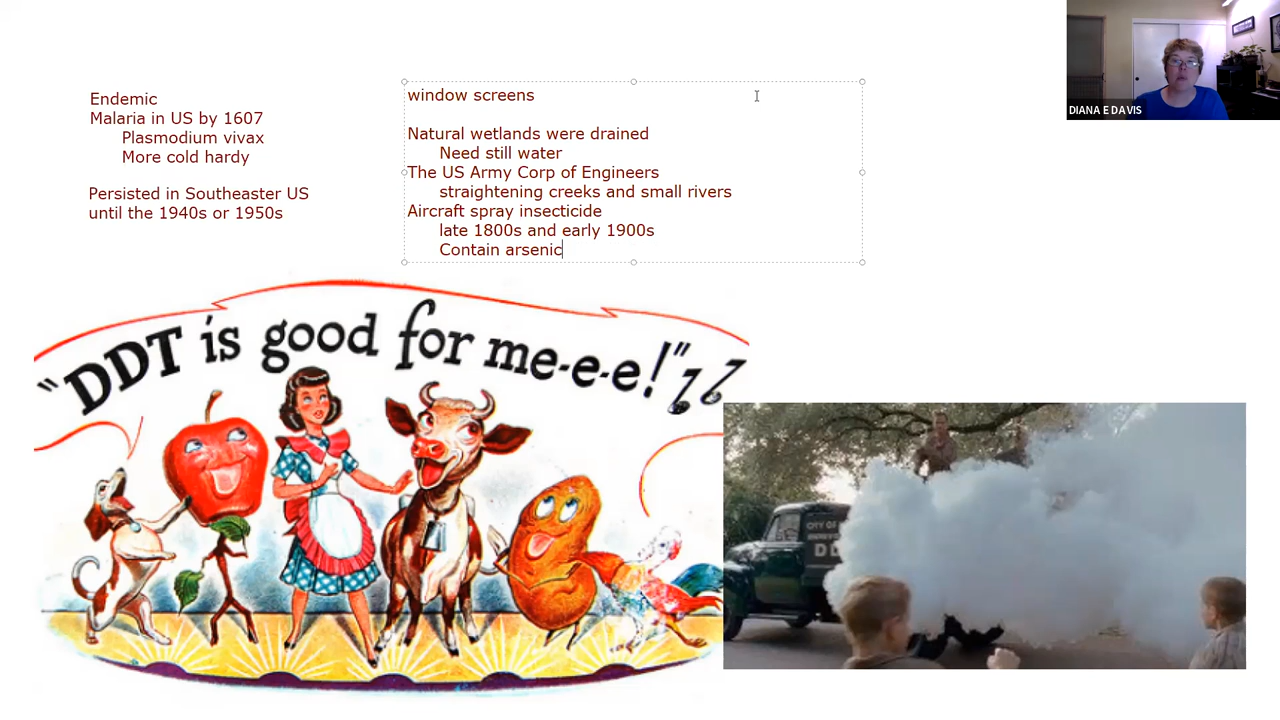 Endemic
Malaria in US by 1607
Plasmodium vivax
More cold hardy
Persisted in Southeaster US
until the 1940s or 1950s
window screens
Natural wetlands were drained
Need still water
The US Army Corp of Engineers
straightening creeks and small rivers
Aircraft spray insecticide
late 1800s and early 1900s
Contain arsenic
"DDT is good for me-e-e!"
CITY OF
DIANA E DAVIS